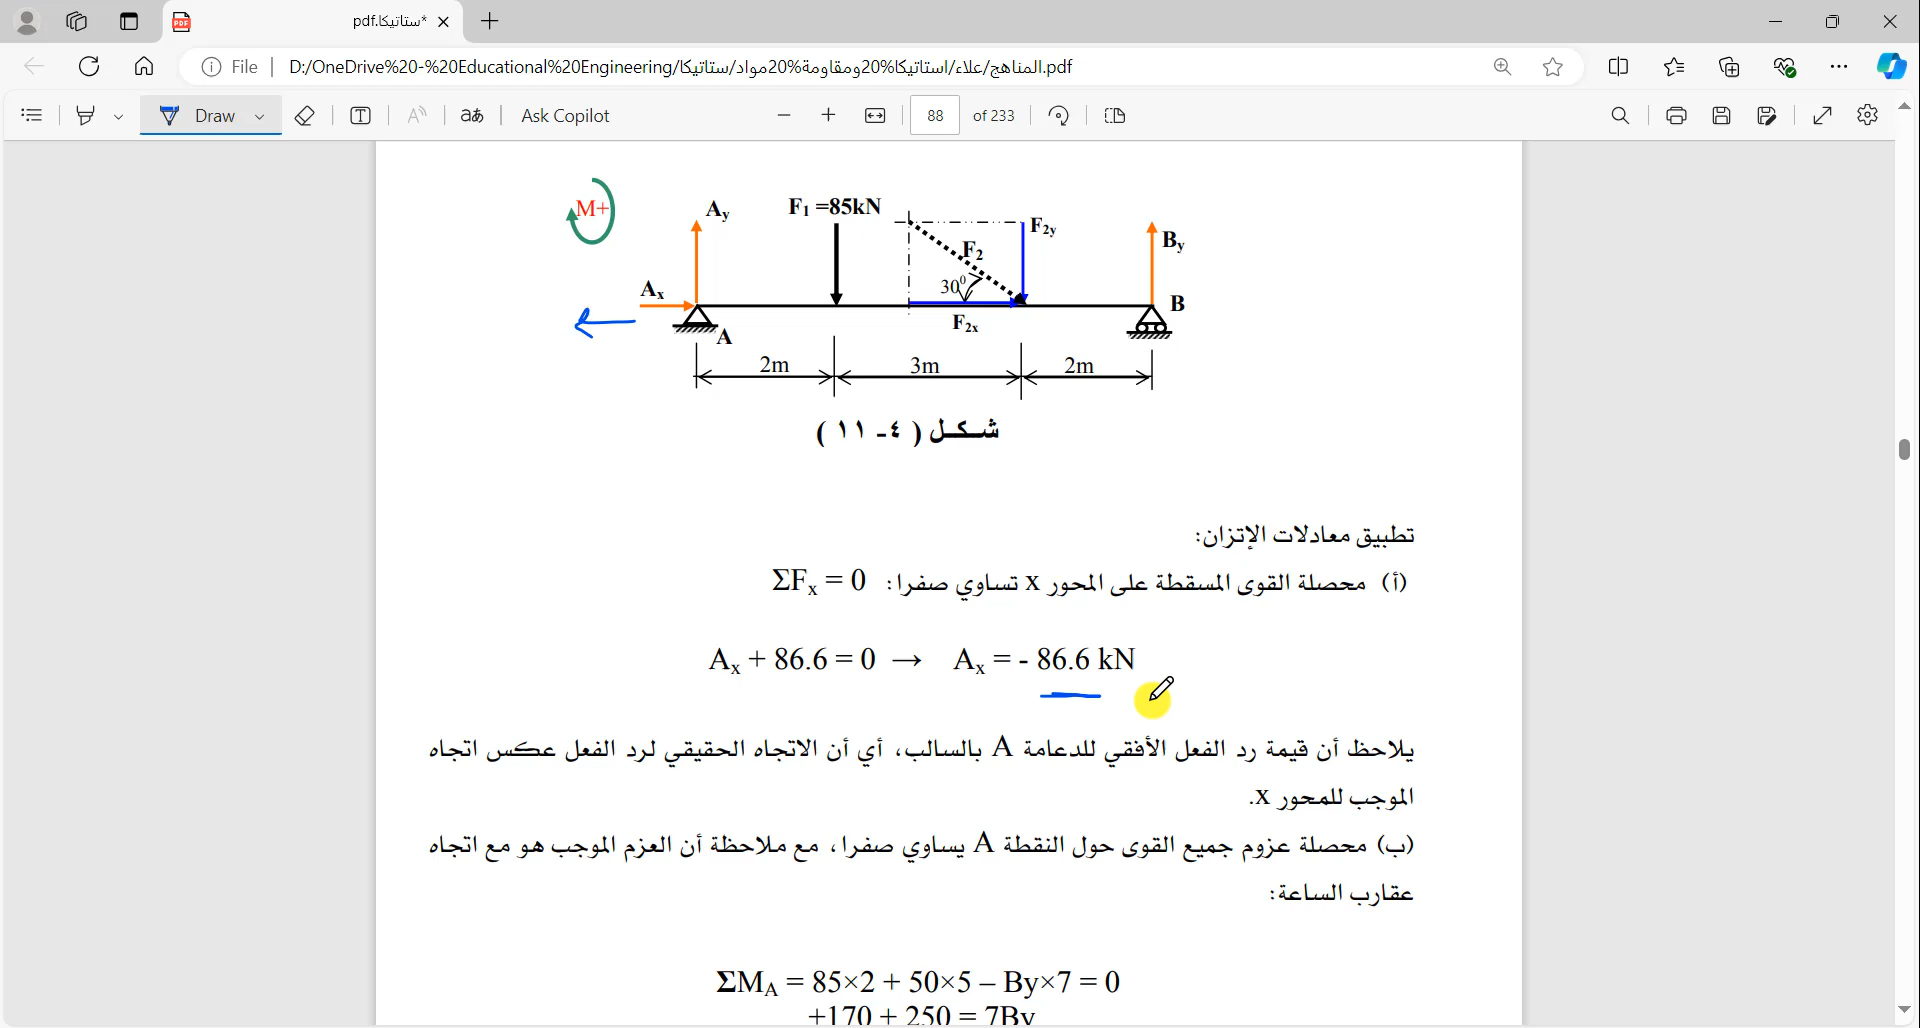 ستاتيكا.pdf*
File
D:/OneDrive%20-%20Educational%20Engineering/المناهج/علاء/استاتيكا%20ومقاومة%20مواد/ستاتيكا.pdf
Draw
Ask Copilot
88 of 233
M+
Ay
F1 =85kN
F2y
F2
By
Ax
30⁰
B
F2x
A
2m
3m
2m
شكل ( ٤- ١١ )
تطبيق معادلات الإتزان:
(أ) محصلة القوى المسقطة على المحور x تساوي صفرا: ΣFx = 0
Ax + 86.6 = 0 → Ax = - 86.6 kN
يلاحظ أن قيمة رد الفعل الأفقي للدعامة A بالسالب، أي أن الاتجاه الحقيقي لرد الفعل عكس اتجاه
الموجب للمحور x.
(ب) محصلة عزوم جميع القوى حول النقطة A يساوي صفرا، مع ملاحظة أن العزم الموجب هو مع اتجاه
عقارب الساعة:
ΣMA = 85×2 + 50×5 – By×7 = 0
+170 + 250 = 7By